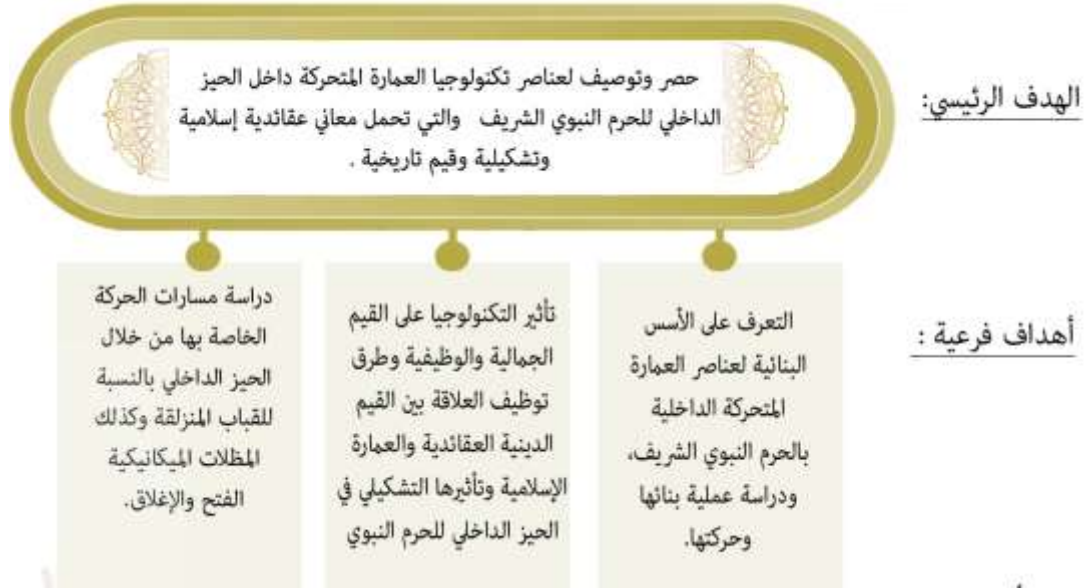 الهدف الرئيسي:
حصر وتوصيف لعناصر تكنولوجيا العمارة المتحركة داخل الحيز
الداخلي للحرم النبوي الشريف والتي تحمل معاني عقائدية إسلامية
وتشكيلية وقيم تاريخية .
أهداف فرعية :
التعرف على الأسس
البنائية لعناصر العمارة
المتحركة الداخلية
بالحرم النبوي الشريف،
ودراسة عملية بنائها
وحركتها.
تأثير التكنولوجيا على القيم
الجمالية والوظيفية وطرق
توظيف العلاقة بين القيم
الدينية العقائدية والعمارة
الإسلامية وتأثيرها التشكيلي في
الحيز الداخلي للحرم النبوي
دراسة مسارات الحركة
الخاصة بها من خلال
الحيز الداخلي بالنسبة
للقباب المنزلقة وكذلك
المظلات الميكانيكية
الفتح والإغلاق.